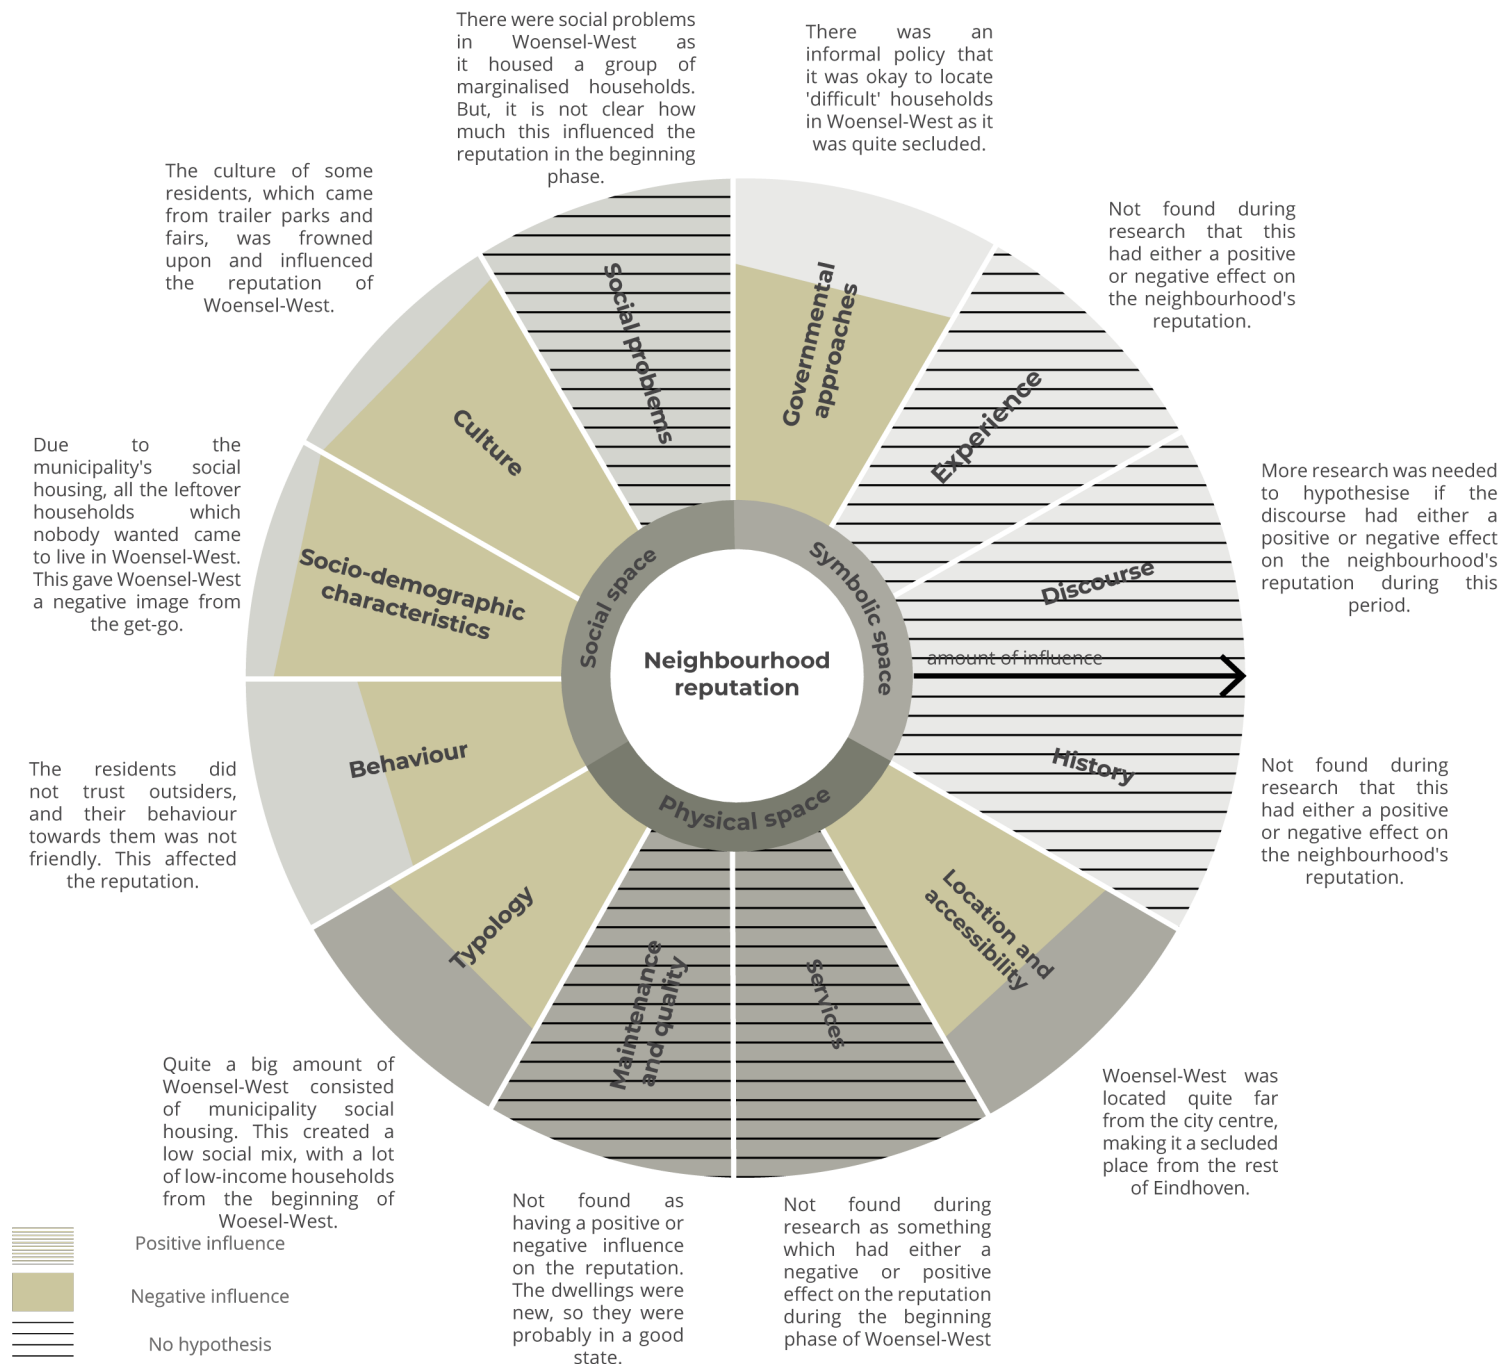 There were social problems
in Woensel-West as
it housed a group of
marginalised households.
But, it is not clear how
much this influenced the
reputation in the beginning
phase.
There was an
informal policy that
it was okay to locate
'difficult' households
in Woensel-West as it
was quite secluded.
The culture of some
residents, which came
from trailer parks and
fairs, was frowned
upon and influenced
the reputation of
Woensel-West.
Not found during
research that this
had either a positive
or negative effect on
the neighbourhood's
reputation.
Due to the
municipality's social
housing, all the leftover
households which
nobody wanted came
to live in Woensel-West.
This gave Woensel-West
a negative image from
the get-go.
More research was needed
to hypothesise if the
discourse had either a
positive or negative effect
on the neighbourhood's
reputation during this
period.
Social problems
Governmental
approaches
Culture
Experience
Socio-demographic
characteristics
Discourse
Social space
Symbolic space
Neighbourhood
reputation
amount of influence
Behaviour
History
Physical space
Typology
Maintenance
and quality
Services
Location and
accessibility
The residents did
not trust outsiders,
and their behaviour
towards them was not
friendly. This affected
the reputation.
Not found during
research that this
had either a positive
or negative effect on
the neighbourhood's
reputation.
Quite a big amount of
Woensel-West consisted
of municipality social
housing. This created a
low social mix, with a lot
of low-income households
from the beginning of
Woesel-West.
Woensel-West was
located quite far
from the city centre,
making it a secluded
place from the rest
of Eindhoven.
Not found as
having a positive or
negative influence
on the reputation.
The dwellings were
new, so they were
probably in a good
state.
Not found during
research as something
which had either a
negative or positive
effect on the reputation
during the beginning
phase of Woensel-West
Positive influence
Negative influence
No hypothesis